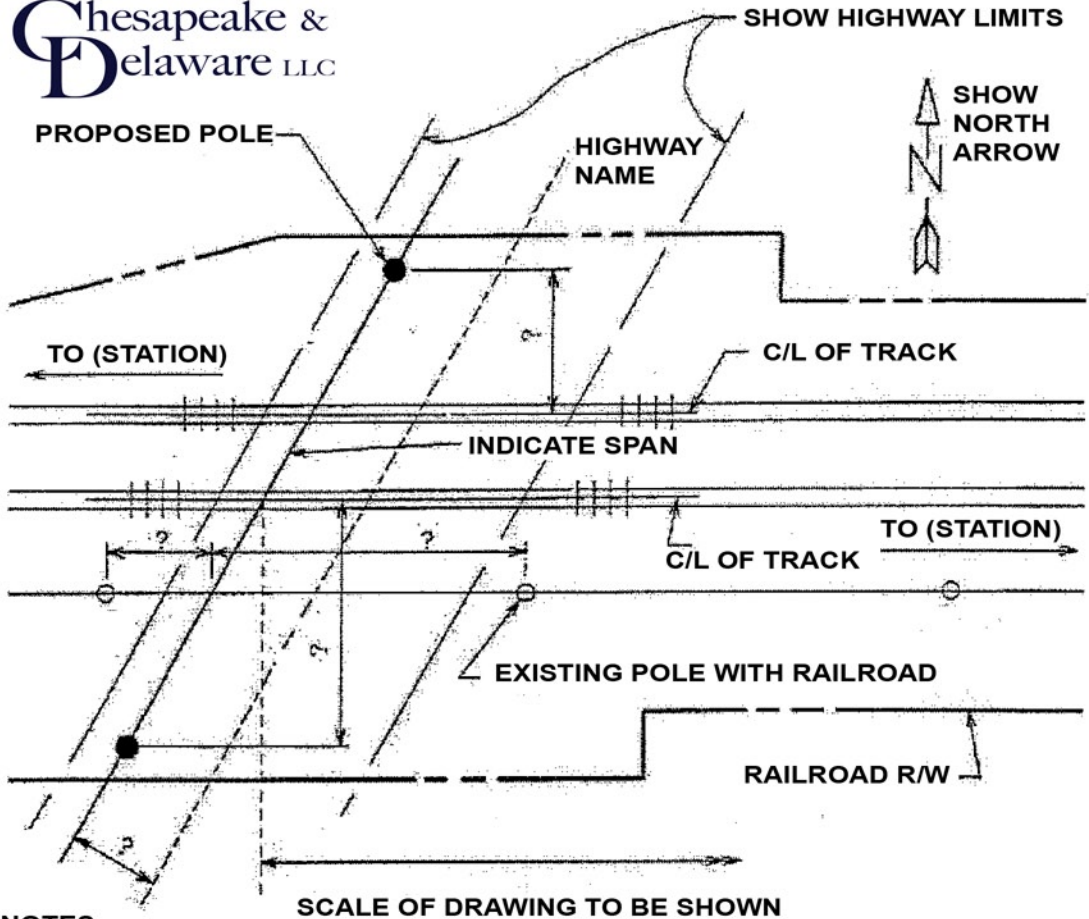 Chesapeake &
Delaware LLC
SHOW HIGHWAY LIMITS
PROPOSED POLE
HIGHWAY
NAME
SHOW
NORTH
ARROW
N
?
TO (STATION)
C/L OF TRACK
INDICATE SPAN
?
?
TO (STATION)
C/L OF TRACK
?
EXISTING POLE WITH RAILROAD
RAILROAD R/W
?
SCALE OF DRAWING TO BE SHOWN
NOTES